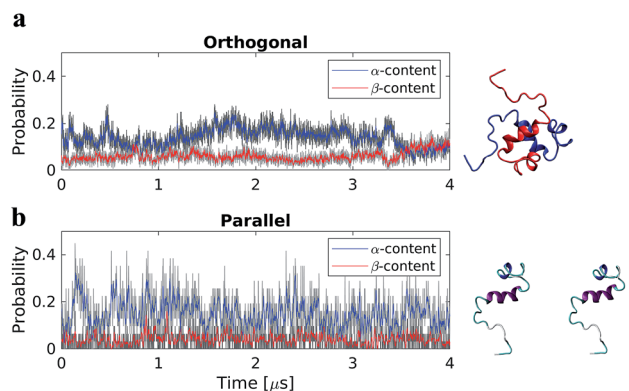 a
Orthogonal
Probability
0.4
0.2
0
α-content
β-content
0 1 2 3 4
b
Parallel
Probability
0.4
0.2
0
α-content
β-content
0 1 2 3 4
Time [μs]